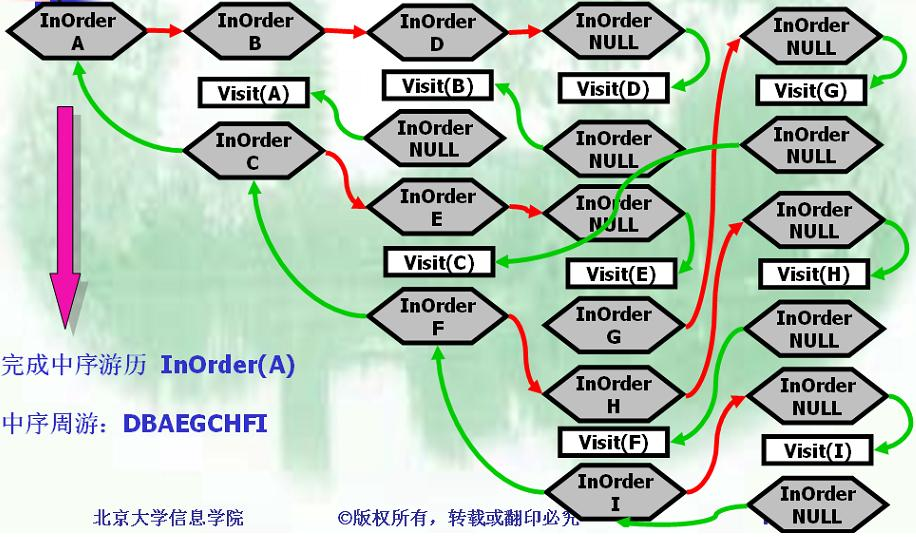 InOrder
A
InOrder
B
InOrder
D
InOrder
NULL
InOrder
NULL
Visit(A)
Visit(B)
Visit(D)
Visit(G)
InOrder
C
InOrder
NULL
InOrder
NULL
InOrder
NULL
InOrder
E
InOrder
NULL
InOrder
NULL
Visit(C)
Visit(E)
Visit(H)
InOrder
F
InOrder
G
InOrder
NULL
完成中序游历 InOrder(A)
InOrder
H
InOrder
NULL
中序周游：DBAEGCHFI
Visit(F)
Visit(I)
InOrder
I
InOrder
NULL
北京大学信息学院
©版权所有，转载或翻印必究